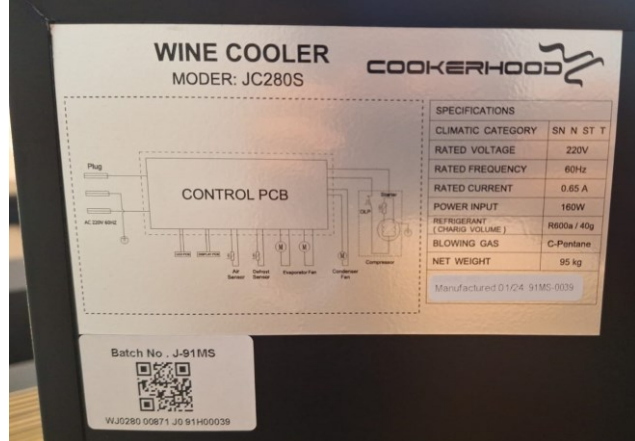 WINE COOLER
MODER: JC280S
COOKERHOOD
Plug
AC 220V-60HZ
CONTROL PCB
Starter
OLP
Compressor
Air Sensor
Defrost Sensor
Evaporetor Fan
Condenser Fan
SPECIFICATIONS
CLIMATIC CATEGORY SN N ST T
RATED VOLTAGE 220V
RATED FREQUENCY 60Hz
RATED CURRENT 0.65 A
POWER INPUT 160W
REFRIGERANT
( CHARIG VOLUME ) R600a / 40g
BLOWING GAS C-Pentane
NET WEIGHT 95 kg
Manufactured 01/24 91MS-0039
Batch No . J-91MS
WJ0280 00871 J0 91H00039